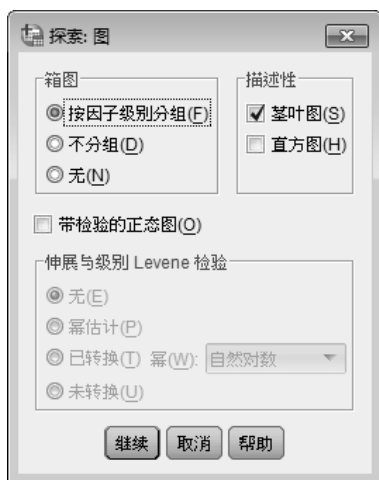 探索: 图
箱图
按因子级别分组(F)
不分组(D)
无(N)
描述性
茎叶图(S)
直方图(H)
带检验的正态图(O)
伸展与级别 Levene 检验
无(E)
幂估计(P)
已转换(T) 幂(W): 自然对数
未转换(U)
继续 取消 帮助